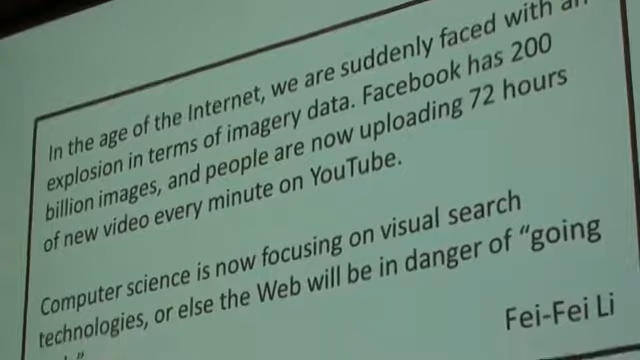 In the age of the Internet, we are suddenly faced with an
explosion in terms of imagery data. Facebook has 200
billion images, and people are now uploading 72 hours
of new video every minute on YouTube.
Computer science is now focusing on visual search
technologies, or else the Web will be in danger of “going
Fei-Fei Li